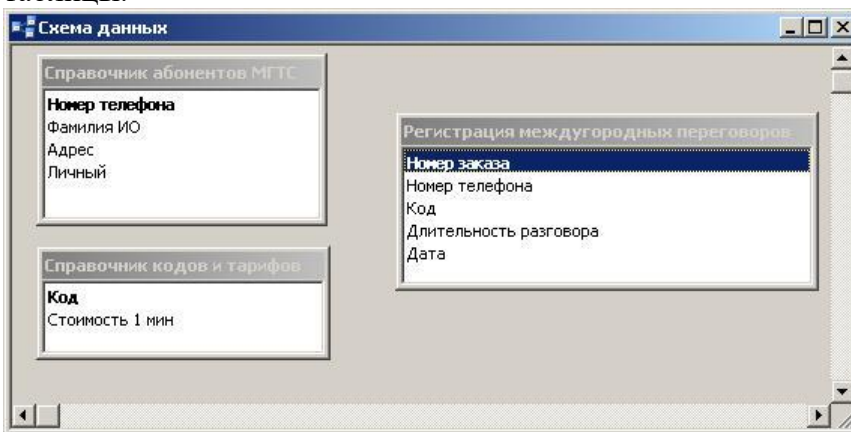 Схема данных
Справочник абонентов МГТС
Номер телефона
Фамилия ИО
Адрес
Личный
Справочник кодов и тарифов
Код
Стоимость 1 мин
Регистрация междугородных переговоров
Номер заказа
Номер телефона
Код
Длительность разговора
Дата